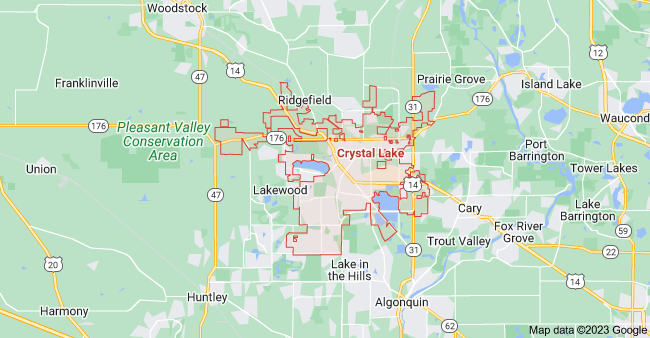 Woodstock
14
47
Franklinville
Prairie Grove
12
Island Lake
Ridgefield
31
176
Waucond
176
Pleasant Valley
Conservation
Area
176
Crystal Lake
Port
Barrington
Union
Tower Lakes
Lakewood
14
47
Cary
Lake
Barrington
Fox River
Grove
59
Trout Valley
31
22
20
Lake in
the Hills
14
Huntley
Algonquin
Harmony
62
Map data ©2023 Google